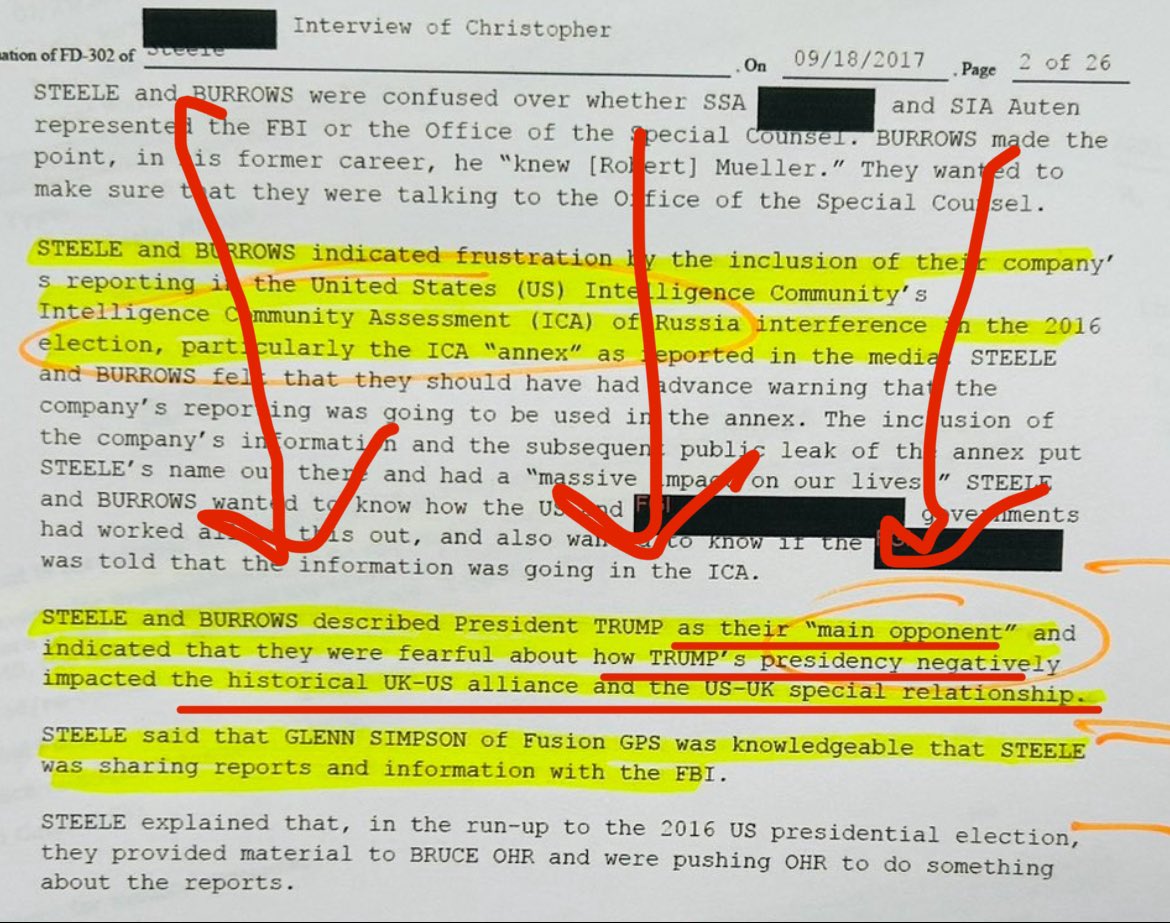 Interview of Christopher
ation of FD-302 of Steele . On 09/18/2017 . Page 2 of 26
STEELE and BURROWS were confused over whether SSA and SIA Auten
represented the FBI or the Office of the Special Counsel. BURROWS made the
point, in his former career, he “knew [Robert] Mueller.” They wanted to
make sure that they were talking to the Office of the Special Counsel.
STEELE and BURROWS indicated frustration by the inclusion of their company’
s reporting in the United States (US) Intelligence Community’s
Intelligence Community Assessment (ICA) of Russia interference in the 2016
election, particularly the ICA “annex” as reported in the media. STEELE
and BURROWS felt that they should have had advance warning that the
company’s reporting was going to be used in the annex. The inclusion of
the company’s information and the subsequent public leak of the annex put
STEELE’s name out there and had a “massive impact on our lives.” STEELE
and BURROWS wanted to know how the US and FBI governments
had worked all this out, and also wanted to know if the
was told that the information was going in the ICA.
STEELE and BURROWS described President TRUMP as their “main opponent” and
indicated that they were fearful about how TRUMP’s presidency negatively
impacted the historical UK-US alliance and the US-UK special relationship.
STEELE said that GLENN SIMPSON of Fusion GPS was knowledgeable that STEELE
was sharing reports and information with the FBI.
STEELE explained that, in the run-up to the 2016 US presidential election,
they provided material to BRUCE OHR and were pushing OHR to do something
about the reports.